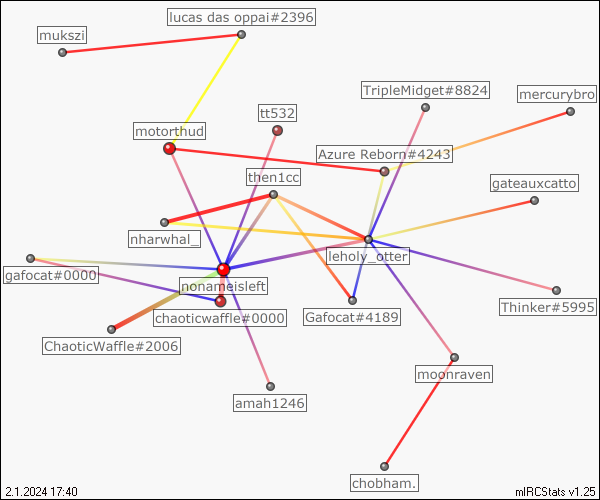 lucas das oppai#2396
mukszi
TripleMidget#8824
mercurybro
tt532
motorthud
Azure Reborn#4243
then1cc
gateauxcatto
nharwhal_
leholy_otter
gafocat#0000
nonameisleft
Thinker#5995
chaoticwaffle#0000
Gafocat#4189
ChaoticWaffle#2006
moonraven
amah1246
chobham.
2.1.2024 17:40
mIRCStats v1.25